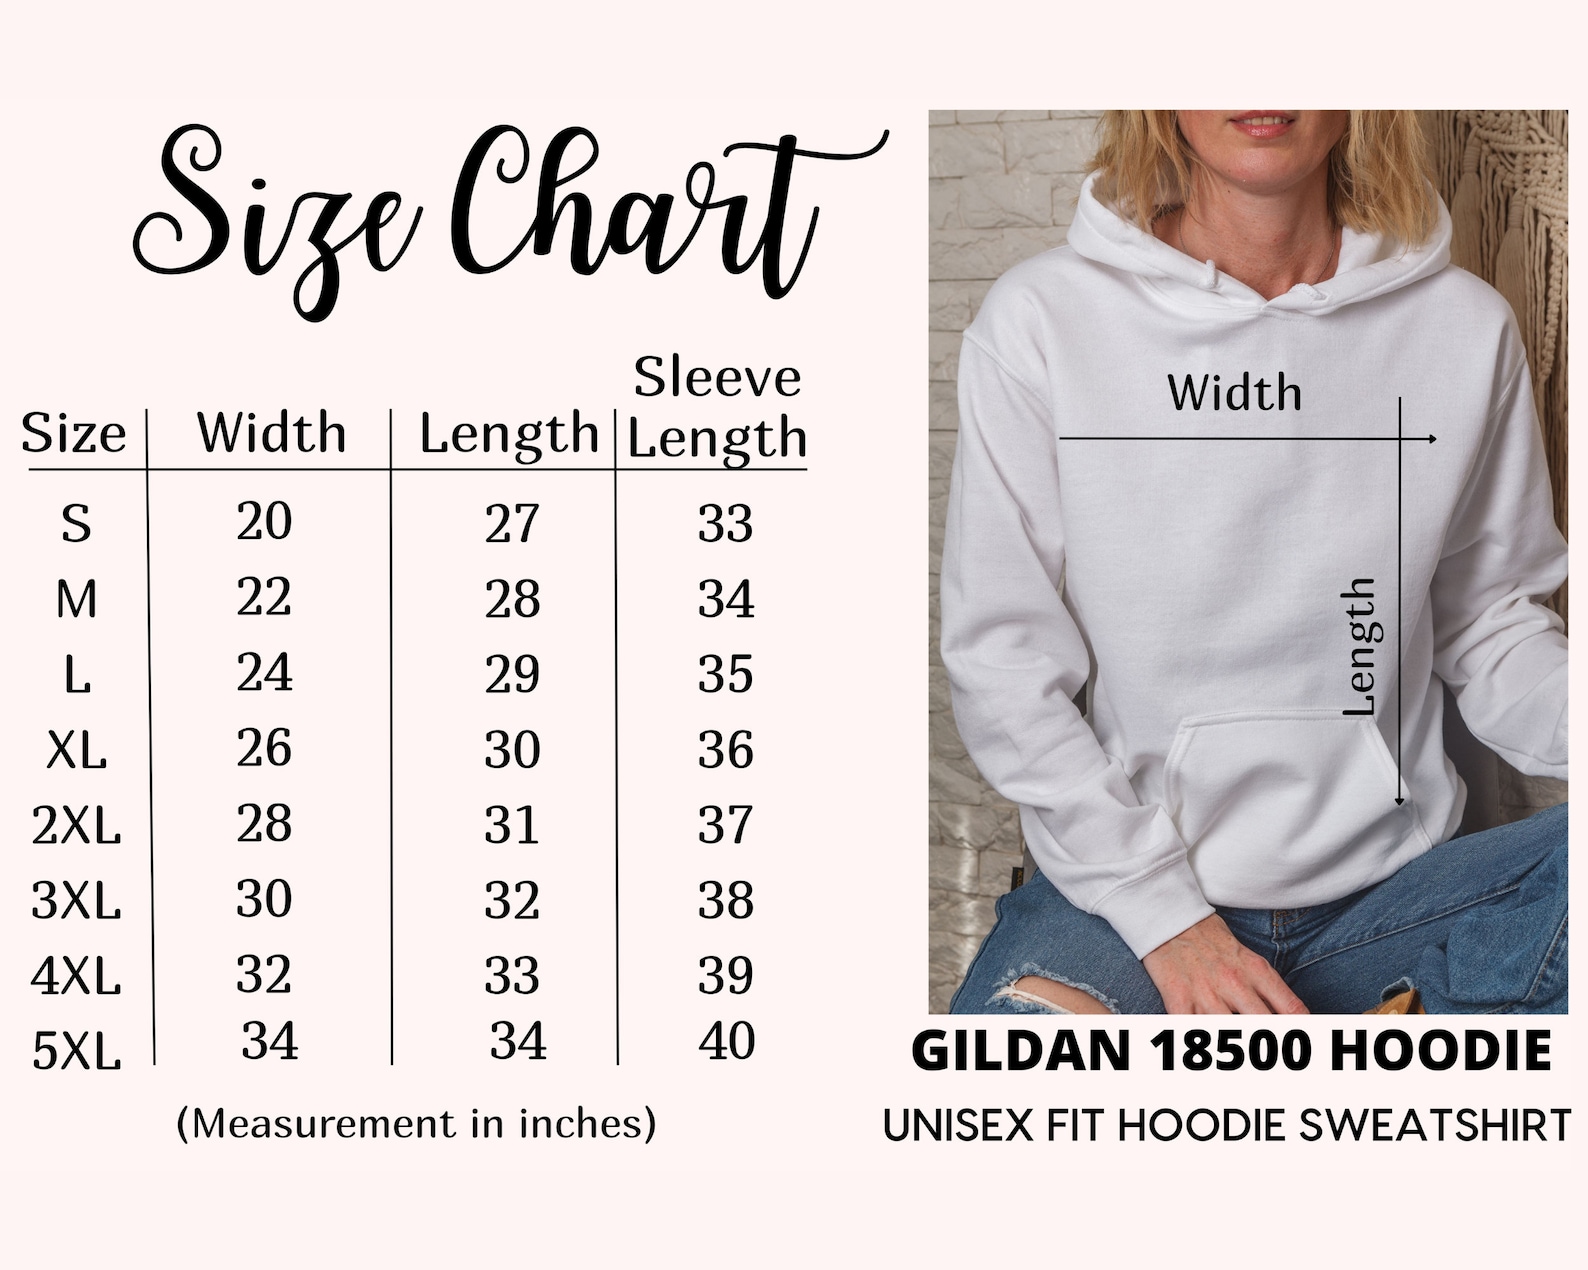 Size Chart
Size Width Length Sleeve Length
S 20 27 33
M 22 28 34
L 24 29 35
XL 26 30 36
2XL 28 31 37
3XL 30 32 38
4XL 32 33 39
5XL 34 34 40
(Measurement in inches)
Width
Length
GILDAN 18500 HOODIE
UNISEX FIT HOODIE SWEATSHIRT